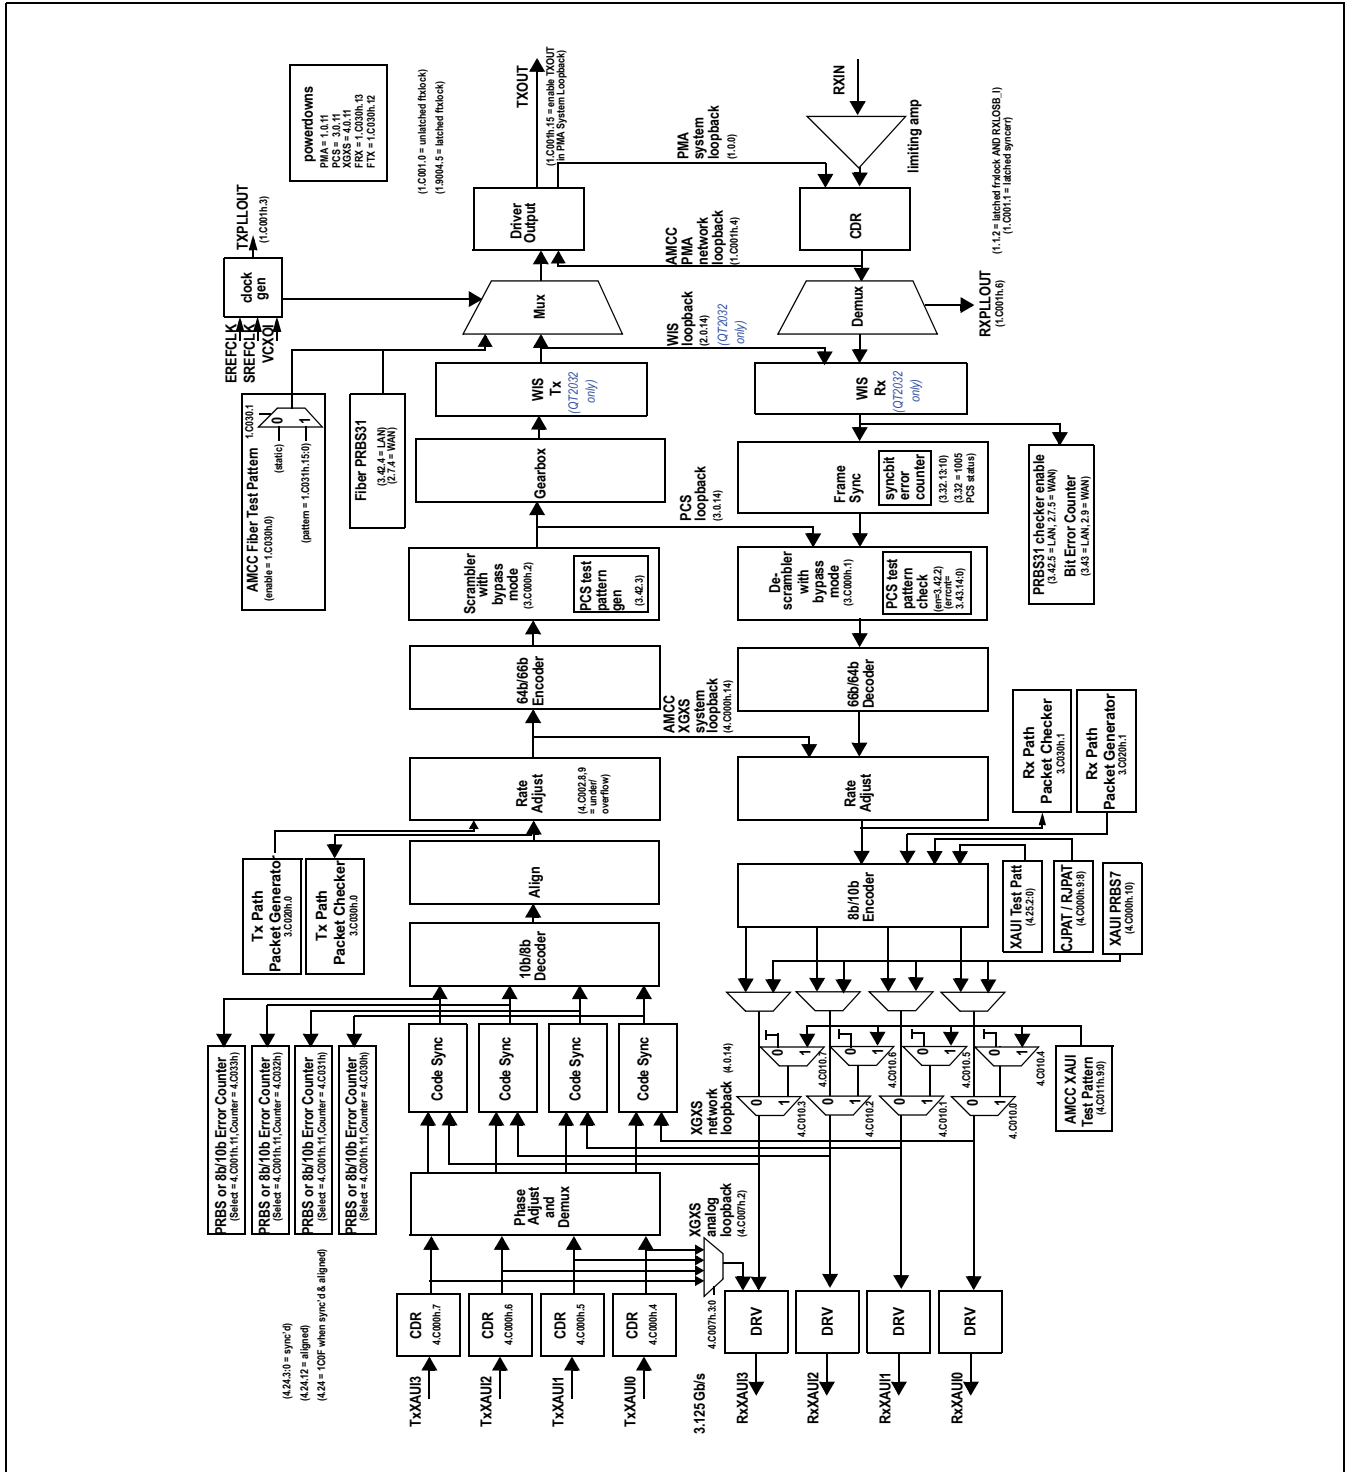 powerdowns
PMA = 1.0.11
PCS = 3.0.11
XGXS = 4.0.11
FRX = 1.C030h.13
FTX = 1.C030h.12
(1.C001.0 = unlatched ftxlock)
(1.9004.5 = latched ftxlock)
TXOUT
(1.C001h.15 = enable TXOUT
in PMA System Loopback)
RXIN
limiting amp
PMA
system
loopback
(1.0.0)
(1.1.2 = latched frxlock AND RXLOSB_I)
(1.C001.1 = latched syncerr)
TXPLLOUT
(1.C001h.3)
clock
gen
EREFCLK
SREFCLK
VCXOI
Driver
Output
CDR
AMCC
PMA
network
loopback
(1.C001h.4)
Mux
Demux
RXPLLOUT
(1.C001h.6)
WIS
loopback
(2.0.14)
(QT2032
only)
WIS
Tx
(QT2032
only)
WIS
Rx
(QT2032
only)
AMCC Fiber Test Pattern
(enable = 1.C030h.0)
1.C030.1
(static)
0
1
(pattern = 1.C031h.15:0)
Fiber PRBS31
(3.42.4 = LAN)
(2.7.4 = WAN)
Gearbox
Frame
Sync
syncbit
error
counter
(3.32.13:10)
(3.32 = 1005
PCS status)
PRBS31 checker enable
(3.42.5 = LAN, 2.7.5 = WAN)
Bit Error Counter
(3.43 = LAN, 2.9 = WAN)
PCS
loopback
(3.0.14)
Scrambler
with
bypass
mode
(3.C000h.2)
PCS test
pattern
gen
(3.42.3)
De-
scrambler
with
bypass
mode
(3.C000h.1)
PCS test
pattern
check
(en=3.42.2)
(errcnt=
3.43.14:0)
64b/66b
Encoder
66b/64b
Decoder
AMCC
XGXS
system
loopback
(4.C000h.14)
Rate
Adjust
(4.C002.8,9
= under/
overflow)
Rate
Adjust
Rx Path
Packet Checker
3.C030h.1
Rx Path
Packet Generator
3.C020h.1
Tx Path
Packet Generator
3.C020h.0
Tx Path
Packet Checker
3.C030h.0
Align
8b/10b
Encoder
XAUI Test Patt
(4.25.2:0)
CJPAT / RJPAT
(4.C000h.9:8)
XAUI PRBS7
(4.C000h.10)
10b/8b
Decoder
PRBS or 8b/10b Error Counter
(Select = 4.C001h.11,Counter = 4.C033h)
PRBS or 8b/10b Error Counter
(Select = 4.C001h.11,Counter = 4.C032h)
PRBS or 8b/10b Error Counter
(Select = 4.C001h.11,Counter = 4.C031h)
PRBS or 8b/10b Error Counter
(Select = 4.C001h.11,Counter = 4.C030h)
Code Sync
Code Sync
Code Sync
Code Sync
XGXS
network
loopback (4.0.14)
0
1
4.C010.7
0
1
4.C010.6
0
1
4.C010.5
0
1
4.C010.4
0
1
4.C010.3
0
1
4.C010.2
0
1
4.C010.1
0
1
4.C010.0
AMCC XAUI
Test Pattern
(4.C011h.9:0)
Phase
Adjust
and
Demux
XGXS
analog
loopback
(4.C007h.2)
4.C007h.3:0
(4.24.3:0 = sync'd)
(4.24.12 = aligned)
(4.24 = 1C0F when sync'd & aligned)
CDR
4.C000h.7
CDR
4.C000h.6
CDR
4.C000h.5
CDR
4.C000h.4
DRV
DRV
DRV
DRV
TxXAUI3
TxXAUI2
TxXAUI1
TxXAUI0
3.125 Gb/s
RxXAUI3
RxXAUI2
RxXAUI1
RxXAUI0